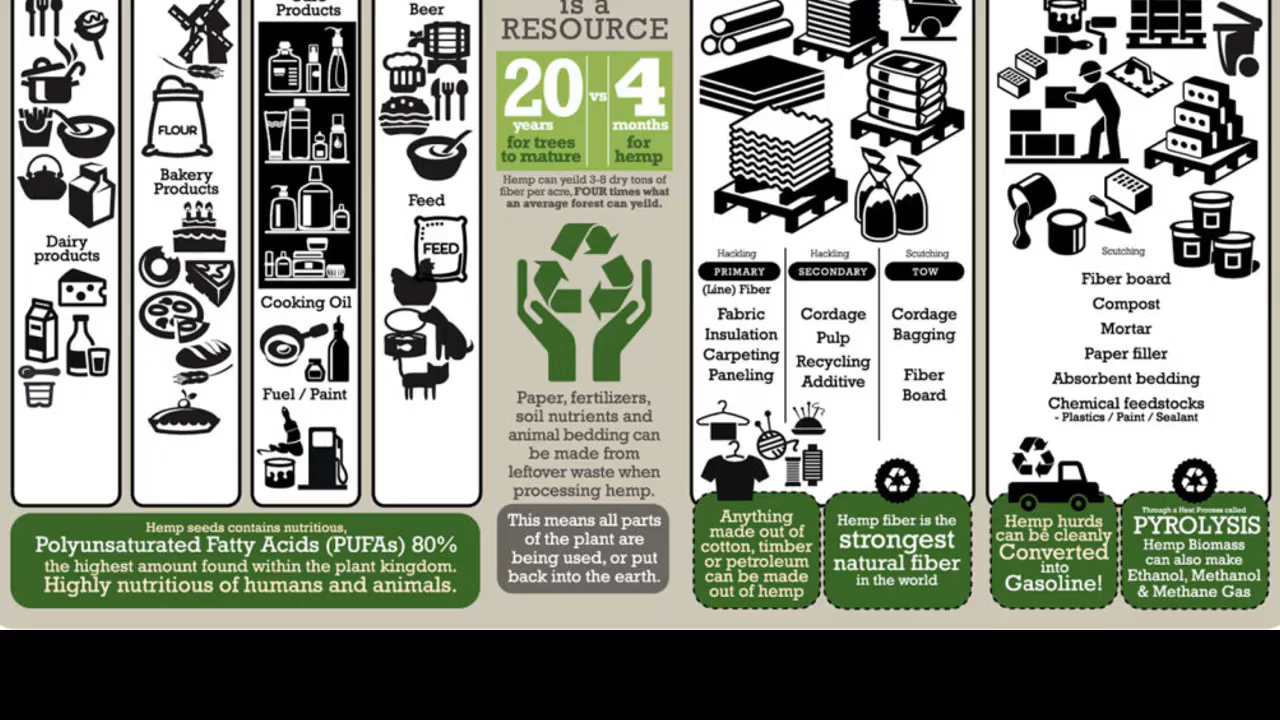 Products
Beer
is a
RESOURCE
20
years
for trees
to mature
vs
4
months
for
hemp
Hemp can yeild 3-8 dry tons of
fiber per acre, FOUR times what
an average forest can yeild.
FLOUR
Bakery
Products
Dairy
products
Cooking Oil
Fuel / Paint
Feed
FEED
Paper, fertilizers,
soil nutrients and
animal bedding can
be made from
leftover waste when
processing hemp.
This means all parts
of the plant are
being used, or put
back into the earth.
Hemp seeds contains nutritious,
Polyunsaturated Fatty Acids (PUFAs) 80%
the highest amount found within the plant kingdom.
Highly nutritious of humans and animals.
Hackling
PRIMARY
(Line) Fiber
Fabric
Insulation
Carpeting
Paneling
Hackling
SECONDARY
Cordage
Pulp
Recycling
Additive
Scutching
TOW
Cordage
Bagging
Fiber
Board
Scutching
Fiber board
Compost
Mortar
Paper filler
Absorbent bedding
Chemical feedstocks
- Plastics / Paint / Sealant
Anything
made out of
cotton, timber
or petroleum
can be made
out of hemp
Hemp fiber is the
strongest
natural fiber
in the world
Hemp hurds
can be cleanly
Converted
into
Gasoline!
Through a Heat Process called
PYROLYSIS
Hemp Biomass
can also make
Ethanol, Methanol
& Methane Gas